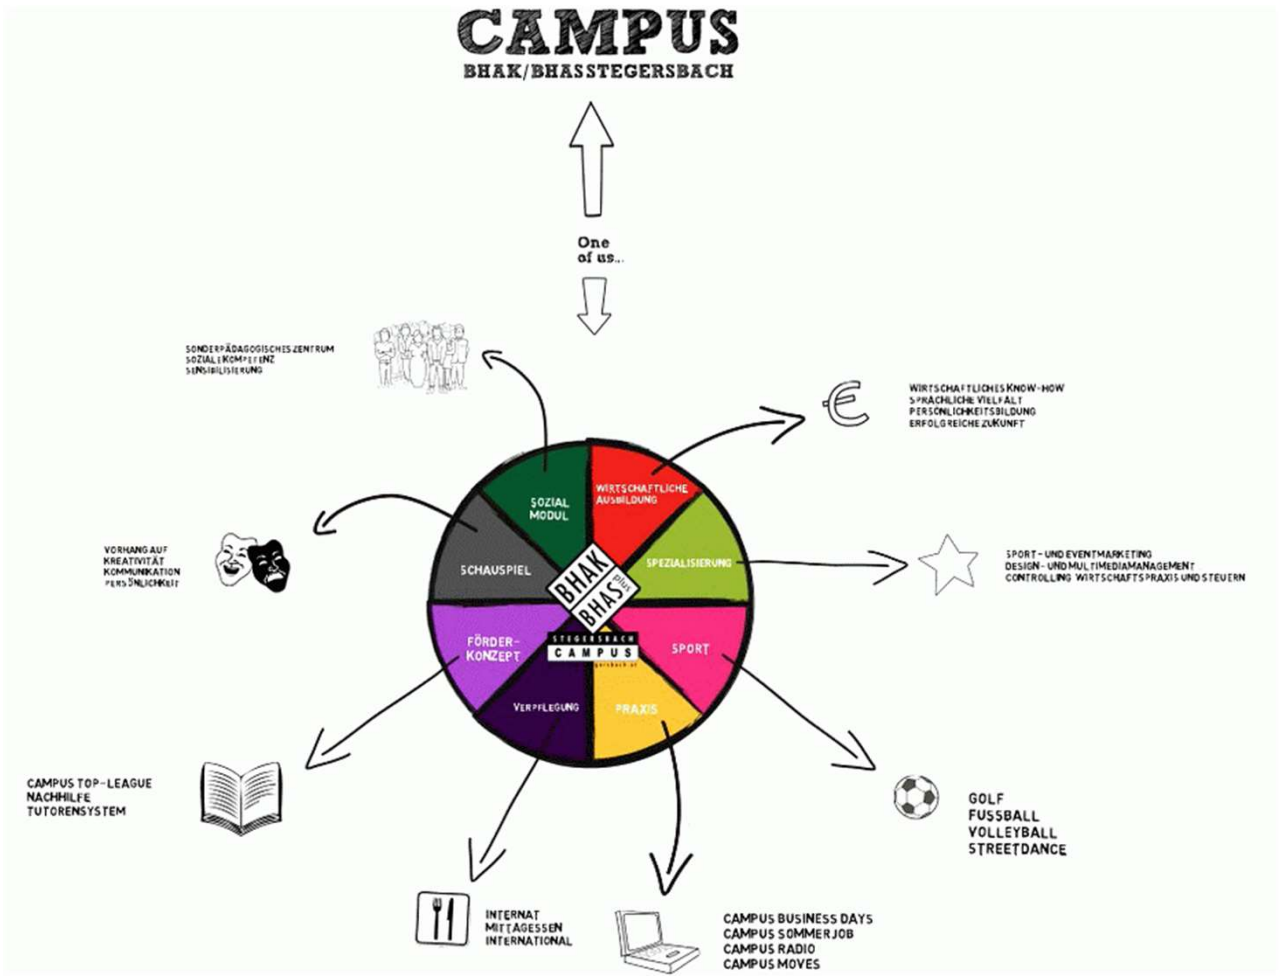 CAMPUS
BHAK/BHAS STEGERSBACH
One
of us...
SONDERPÄDAGOGISCHES ZENTRUM
SOZIALE KOMPETENZ
SENSIBILISIERUNG
WIRTSCHAFTLICHES KNOW-HOW
SPRACHLICHE VIELFALT
PERSÖNLICHKEITSBILDUNG
ERFOLGREICHE ZUKUNFT
SOZIAL
MODUL
WIRTSCHAFTLICHE
AUSBILDUNG
VORHANG AUF
KREATIVITÄT
KOMMUNIKATION
PERSÖNLICHKEIT
SCHAUSPIEL
SPEZIALISIERUNG
SPORT- UND EVENTMARKETING
DESIGN- UND MULTIMEDIAMANAGEMENT
CONTROLLING WIRTSCHAFTSPRAXIS UND STEUERN
BHAK
BHAS plus
STEGERSBACH
CAMPUS
FÖRDER-
KONZEPT
SPORT
VERPFLEGUNG
PRAXIS
CAMPUS TOP-LEAGUE
NACHHILFE
TUTORENSYSTEM
GOLF
FUSSBALL
VOLLEYBALL
STREETDANCE
INTERNAT
MITTAGESSEN
INTERNATIONAL
CAMPUS BUSINESS DAYS
CAMPUS SOMMERJOB
CAMPUS RADIO
CAMPUS MOVES